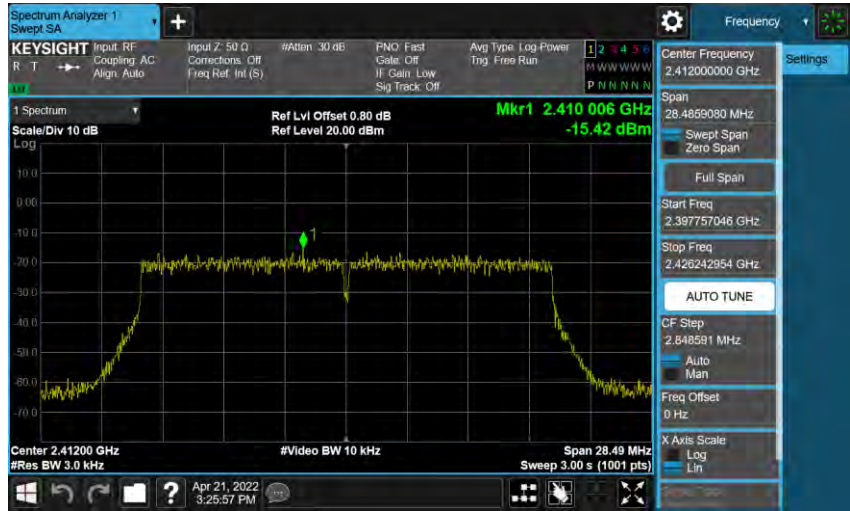 Spectrum Analyzer 1
Swept SA
Frequency
KEYSIGHT
R T
Input: RF
Coupling: AC
Align: Auto
Input Z: 50 Ω
Corrections: Off
Freq Ref: Int (S)
#Atten: 30 dB
PNO: Fast
Gate: Off
IF Gain: Low
Sig Track: Off
Avg Type: Log-Power
Trig: Free Run
1 2 3 4 5 6
M W W W W W
P N N N N N
1 Spectrum
Scale/Div 10 dB
Log
Ref Lvl Offset 0.80 dB
Ref Level 20.00 dBm
Mkr1 2.410 006 GHz
-15.42 dBm
10.0
0.00
-10.0
-20.0
-30.0
-40.0
-50.0
-60.0
-70.0
1
Center 2.41200 GHz
#Res BW 3.0 kHz
#Video BW 10 kHz
Span 28.49 MHz
Sweep 3.00 s (1001 pts)
Apr 21, 2022
3:25:57 PM
Center Frequency
2.412000000 GHz
Settings
Span
28.4859080 MHz
Swept Span
Zero Span
Full Span
Start Freq
2.397757046 GHz
Stop Freq
2.426242954 GHz
AUTO TUNE
CF Step
2.848591 MHz
Auto
Man
Freq Offset
0 Hz
X Axis Scale
Log
Lin